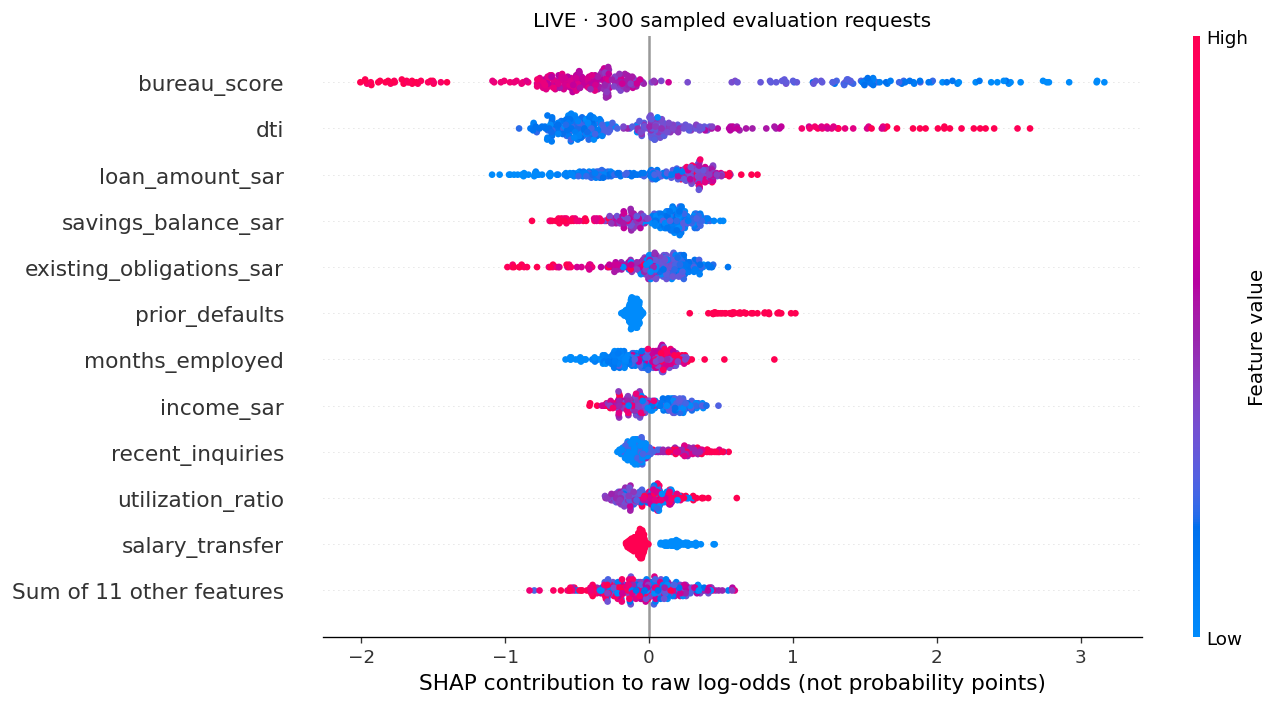 LIVE · 300 sampled evaluation requests
High
bureau_score
dti
loan_amount_sar
savings_balance_sar
existing_obligations_sar
prior_defaults
months_employed
income_sar
recent_inquiries
utilization_ratio
salary_transfer
Sum of 11 other features
Feature value
Low
−2 −1 0 1 2 3
SHAP contribution to raw log-odds (not probability points)